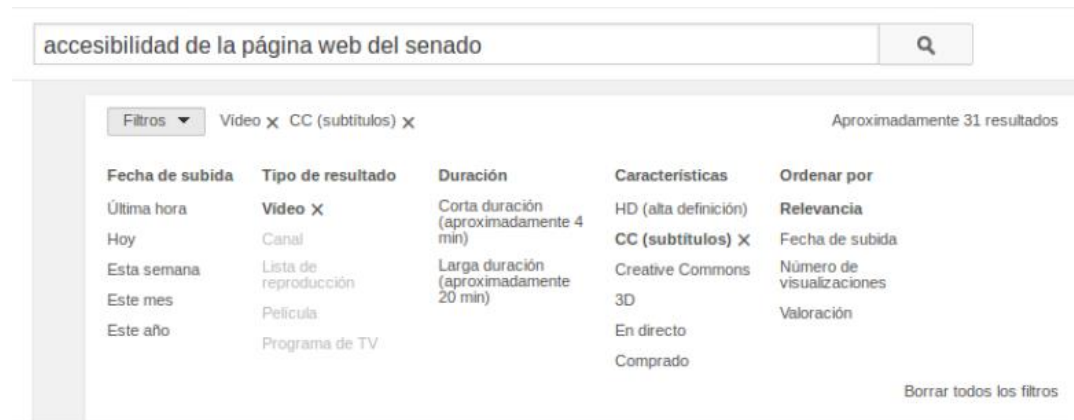 accesibilidad de la página web del senado
Filtros Vídeo CC (subtítulos) Aproximadamente 31 resultados
Fecha de subida
Última hora
Hoy
Esta semana
Este mes
Este año
Tipo de resultado
Vídeo
Canal
Lista de
reproducción
Película
Programa de TV
Duración
Corta duración
(aproximadamente 4
min)
Larga duración
(aproximadamente
20 min)
Características
HD (alta definición)
CC (subtítulos)
Creative Commons
3D
En directo
Comprado
Ordenar por
Relevancia
Fecha de subida
Número de
visualizaciones
Valoración
Borrar todos los filtros